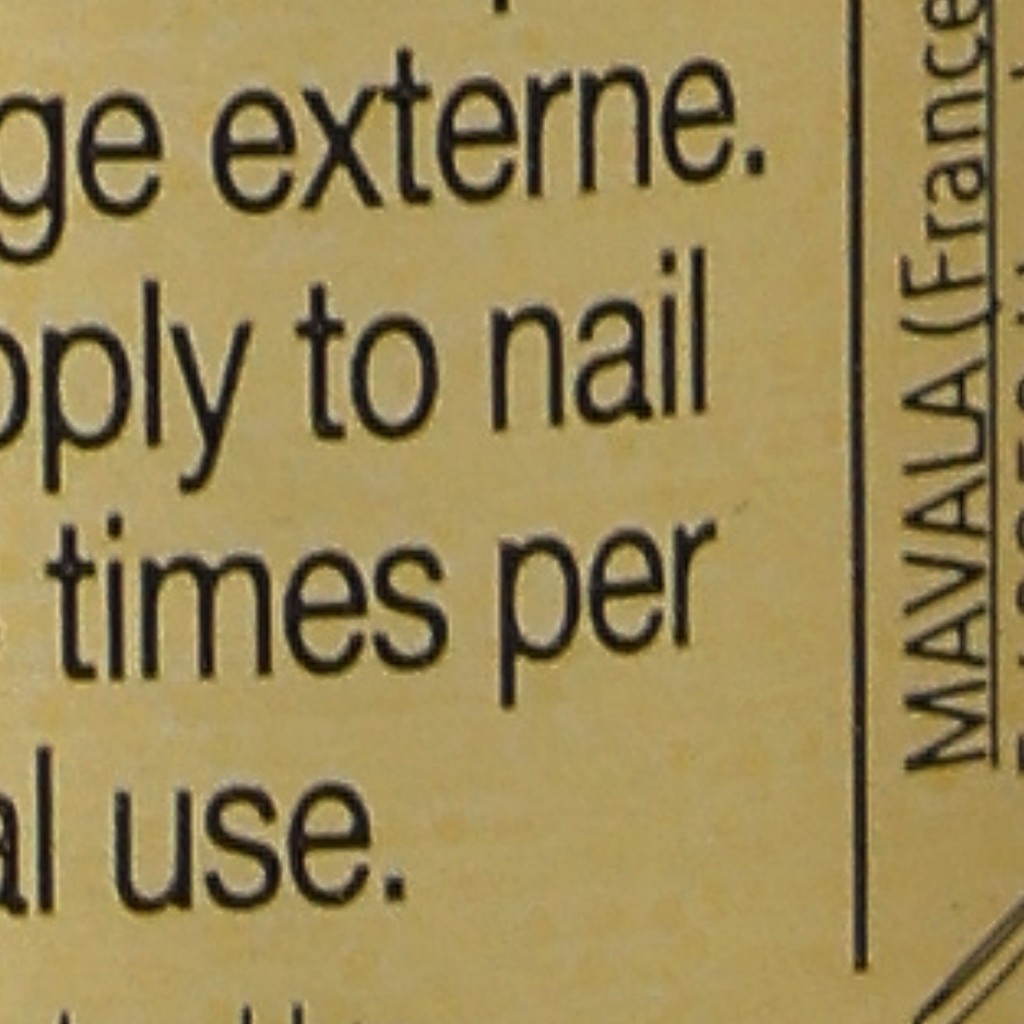 ge externe.
pply to nail
times per
al use.
MAVALA (France